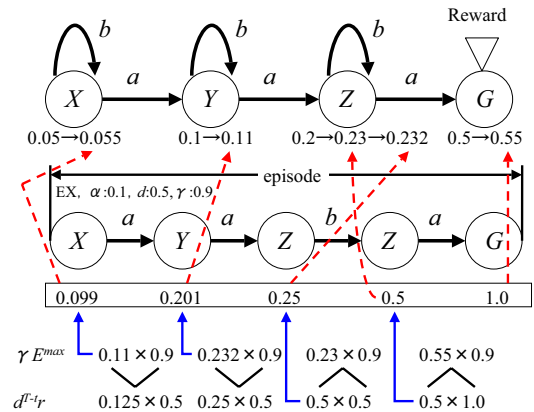 Reward
b b b
X a Y a Z a G
0.05→0.055 0.1→0.11 0.2→0.23→0.232 0.5→0.55
episode
EX, α:0.1, d:0.5, γ:0.9
a a b a
X Y Z Z G
0.099 0.201 0.25 0.5 1.0
γ E^max 0.11 × 0.9 0.232 × 0.9 0.23 × 0.9 0.55 × 0.9
d^T-t r 0.125 × 0.5 0.25 × 0.5 0.5 × 0.5 0.5 × 1.0